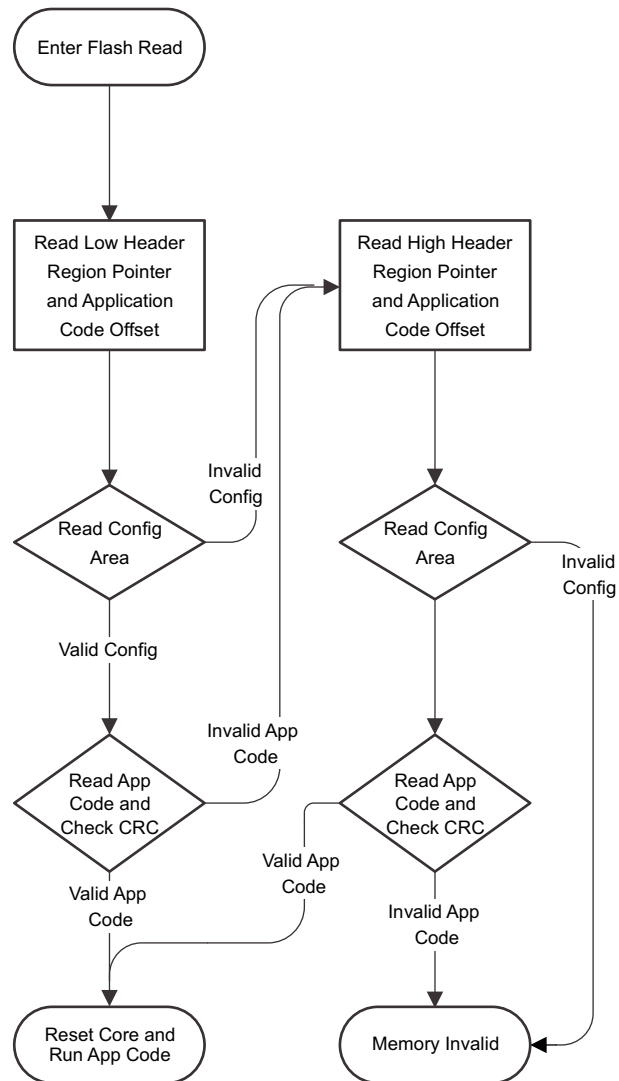 Enter Flash Read
Read Low Header
Region Pointer
and Application
Code Offset
Read High Header
Region Pointer
and Application
Code Offset
Invalid
Config
Read Config
Area
Read Config
Area
Invalid
Config
Valid Config
Invalid App
Code
Read App
Code and
Check CRC
Read App
Code and
Check CRC
Valid App
Code
Valid App
Code
Invalid App
Code
Reset Core and
Run App Code
Memory Invalid